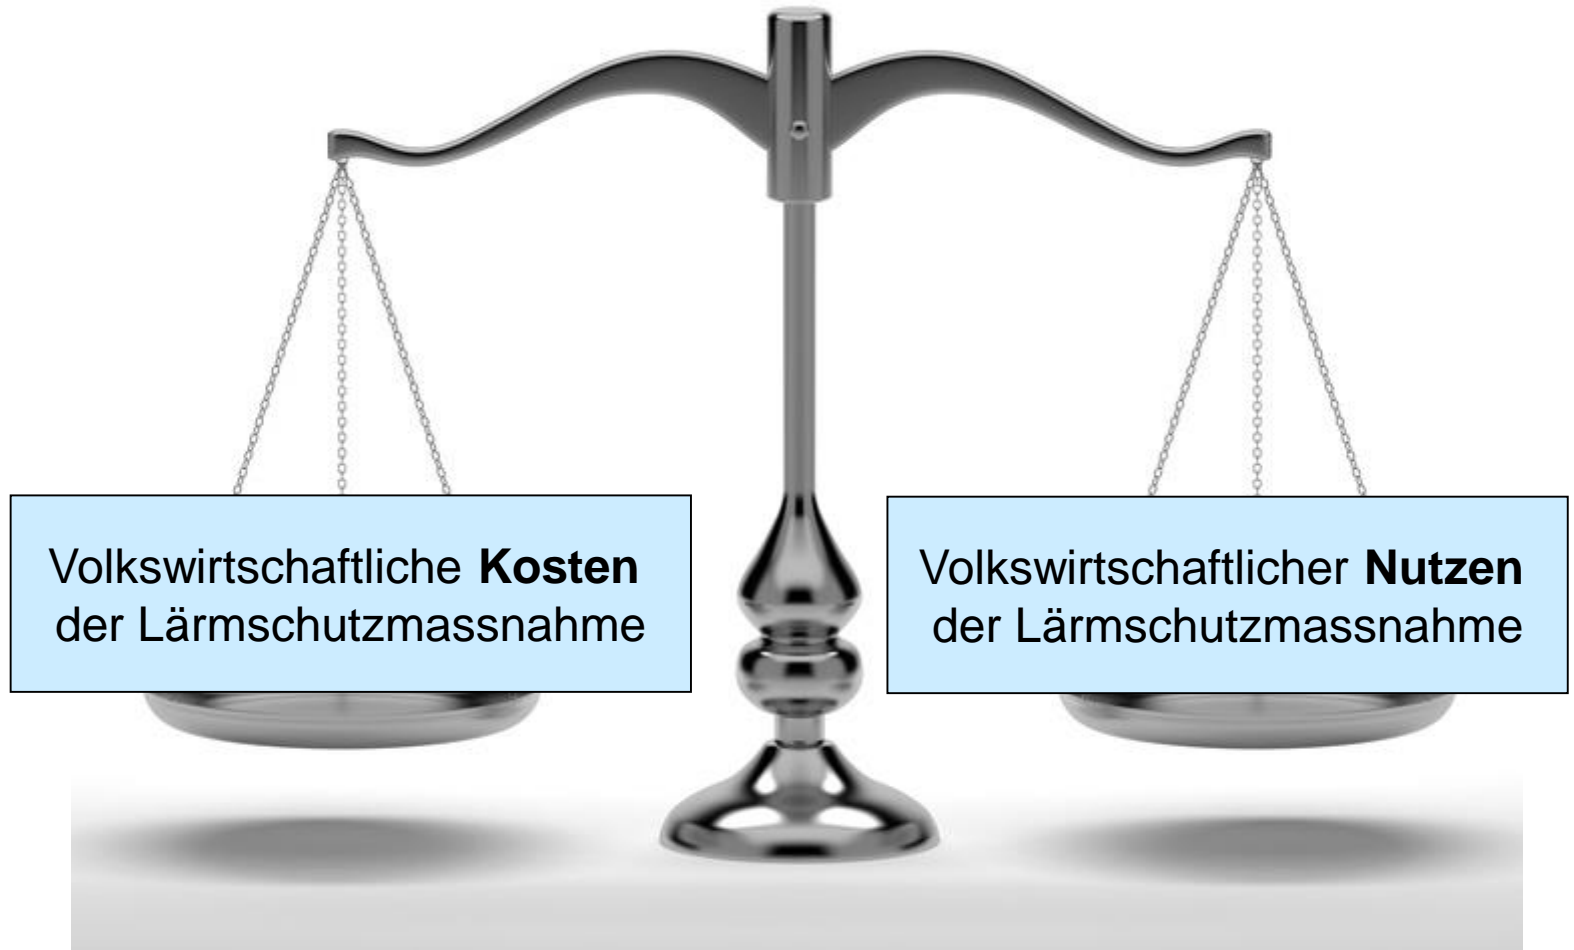 Volkswirtschaftliche Kosten
der Lärmschutzmassnahme
Volkswirtschaftlicher Nutzen
der Lärmschutzmassnahme